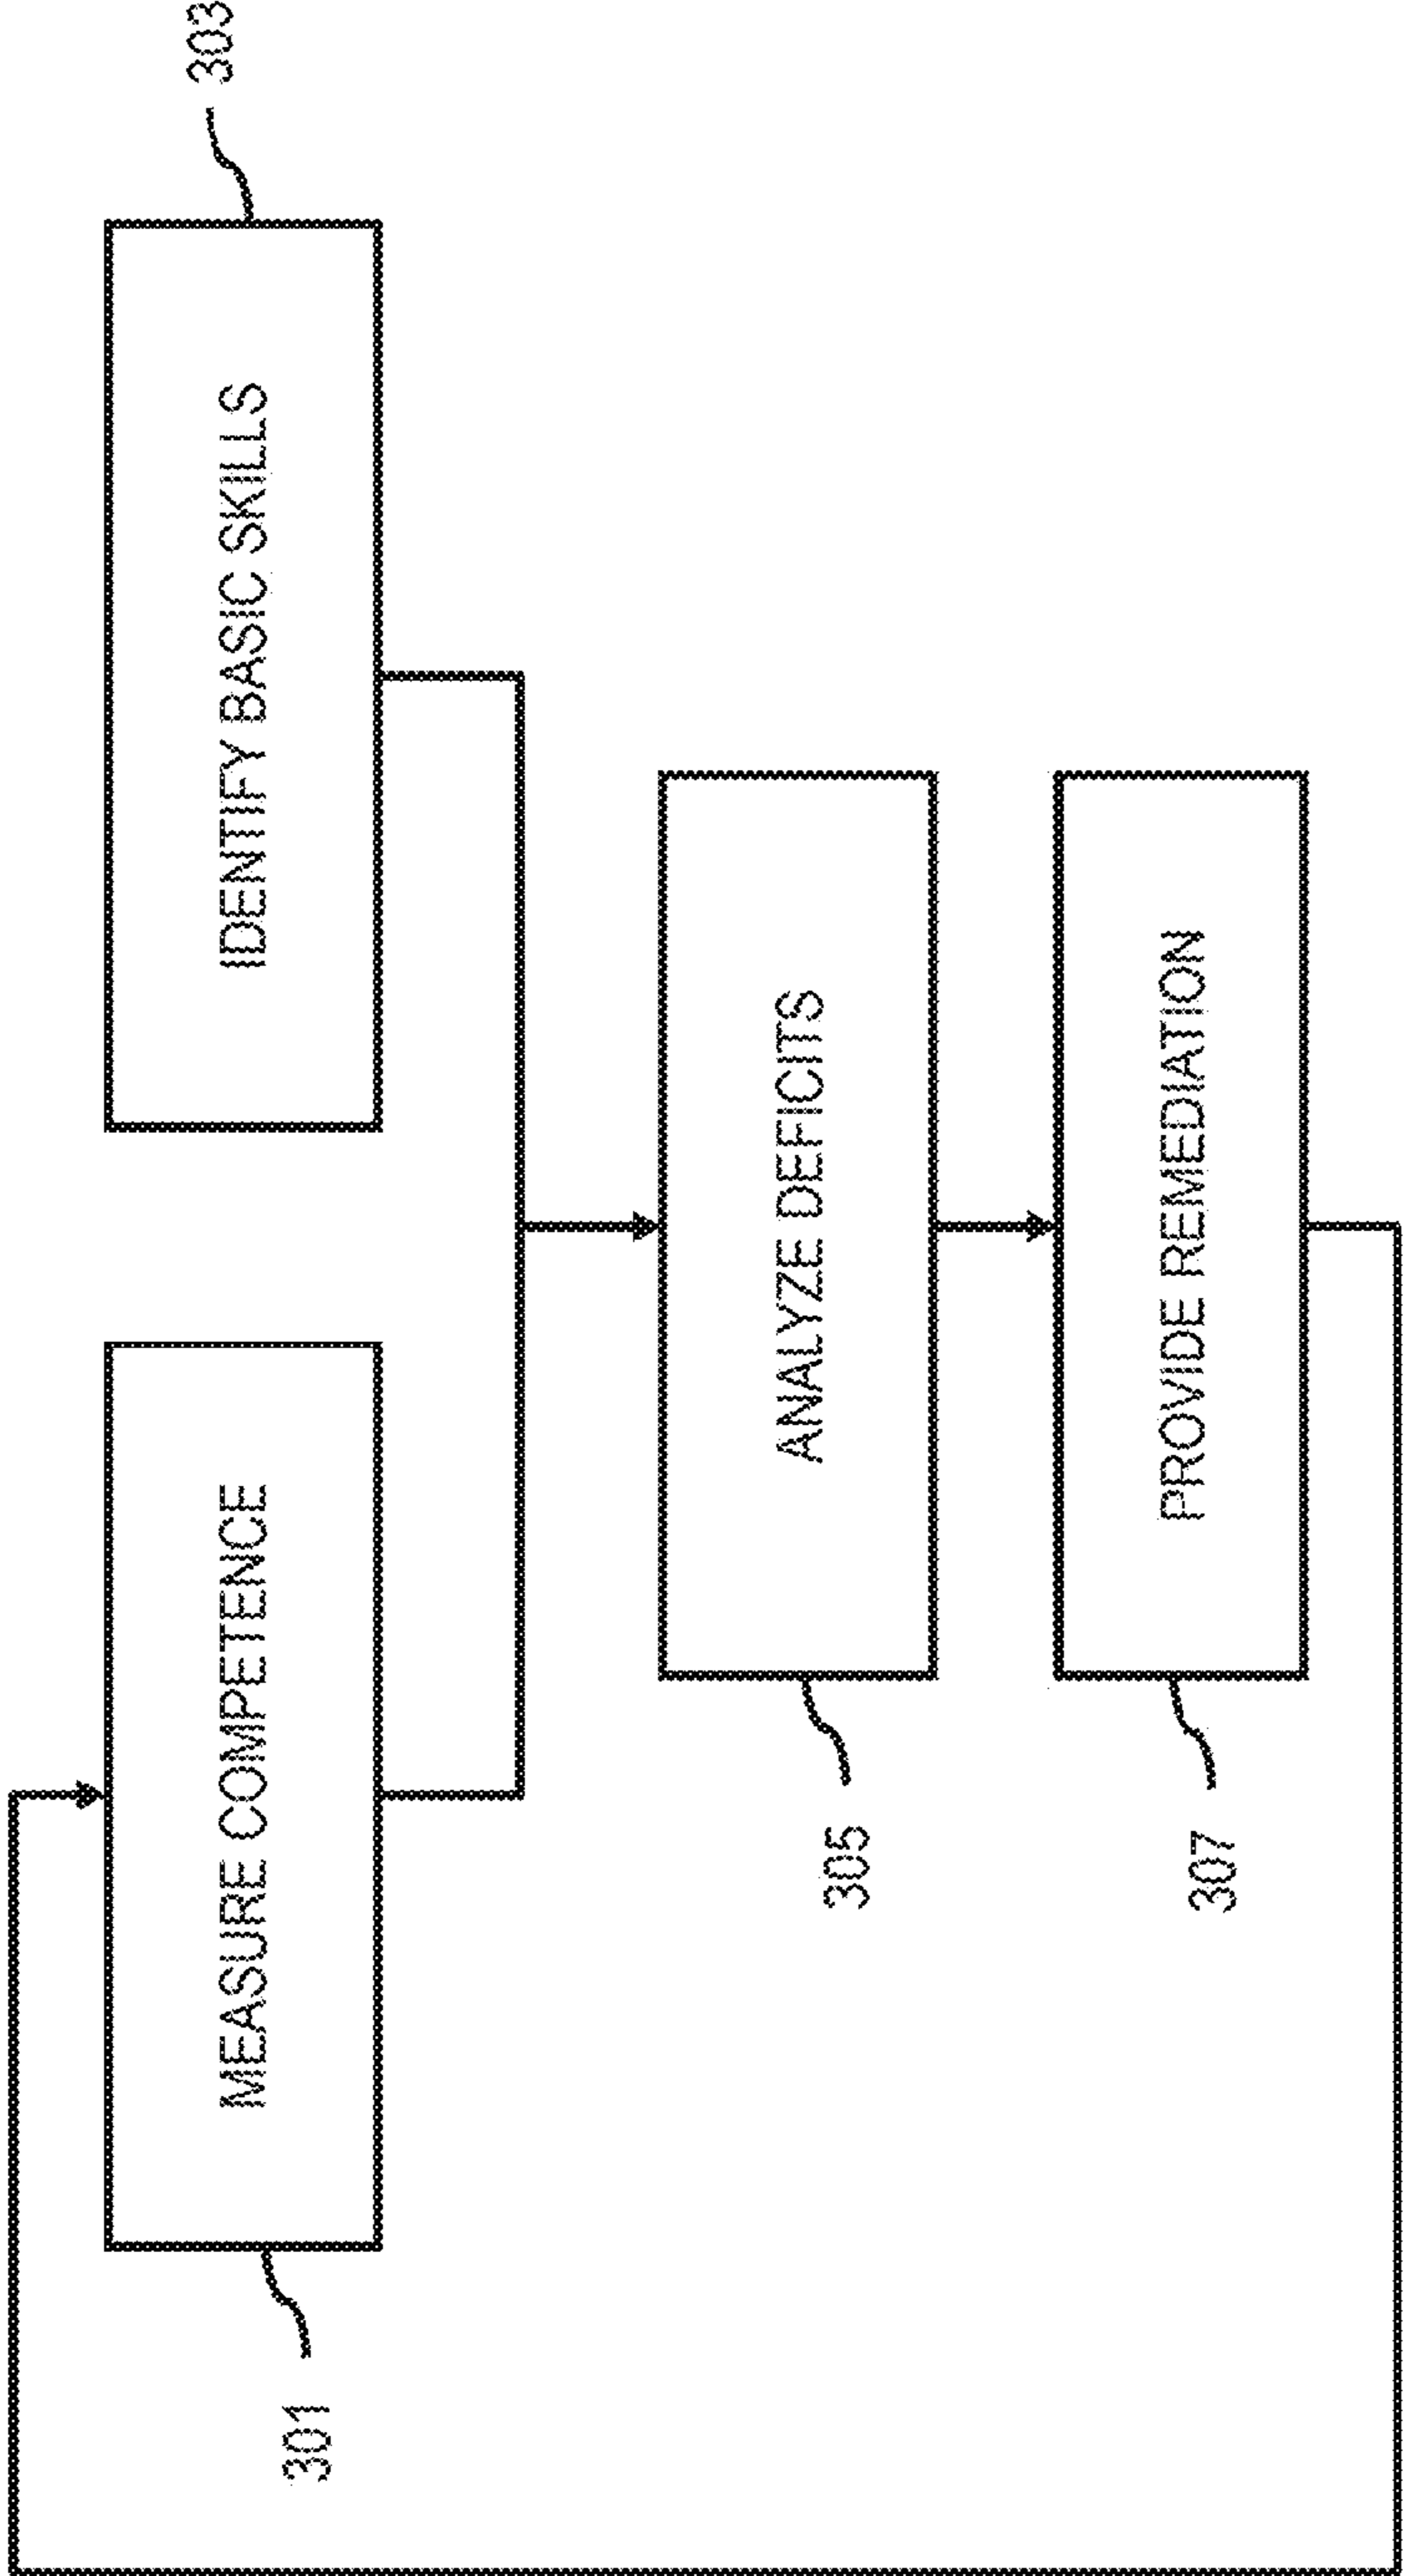 MEASURE COMPETENCE
301
IDENTIFY BASIC SKILLS
303
ANALYZE DEFICITS
305
PROVIDE REMEDIATION
307